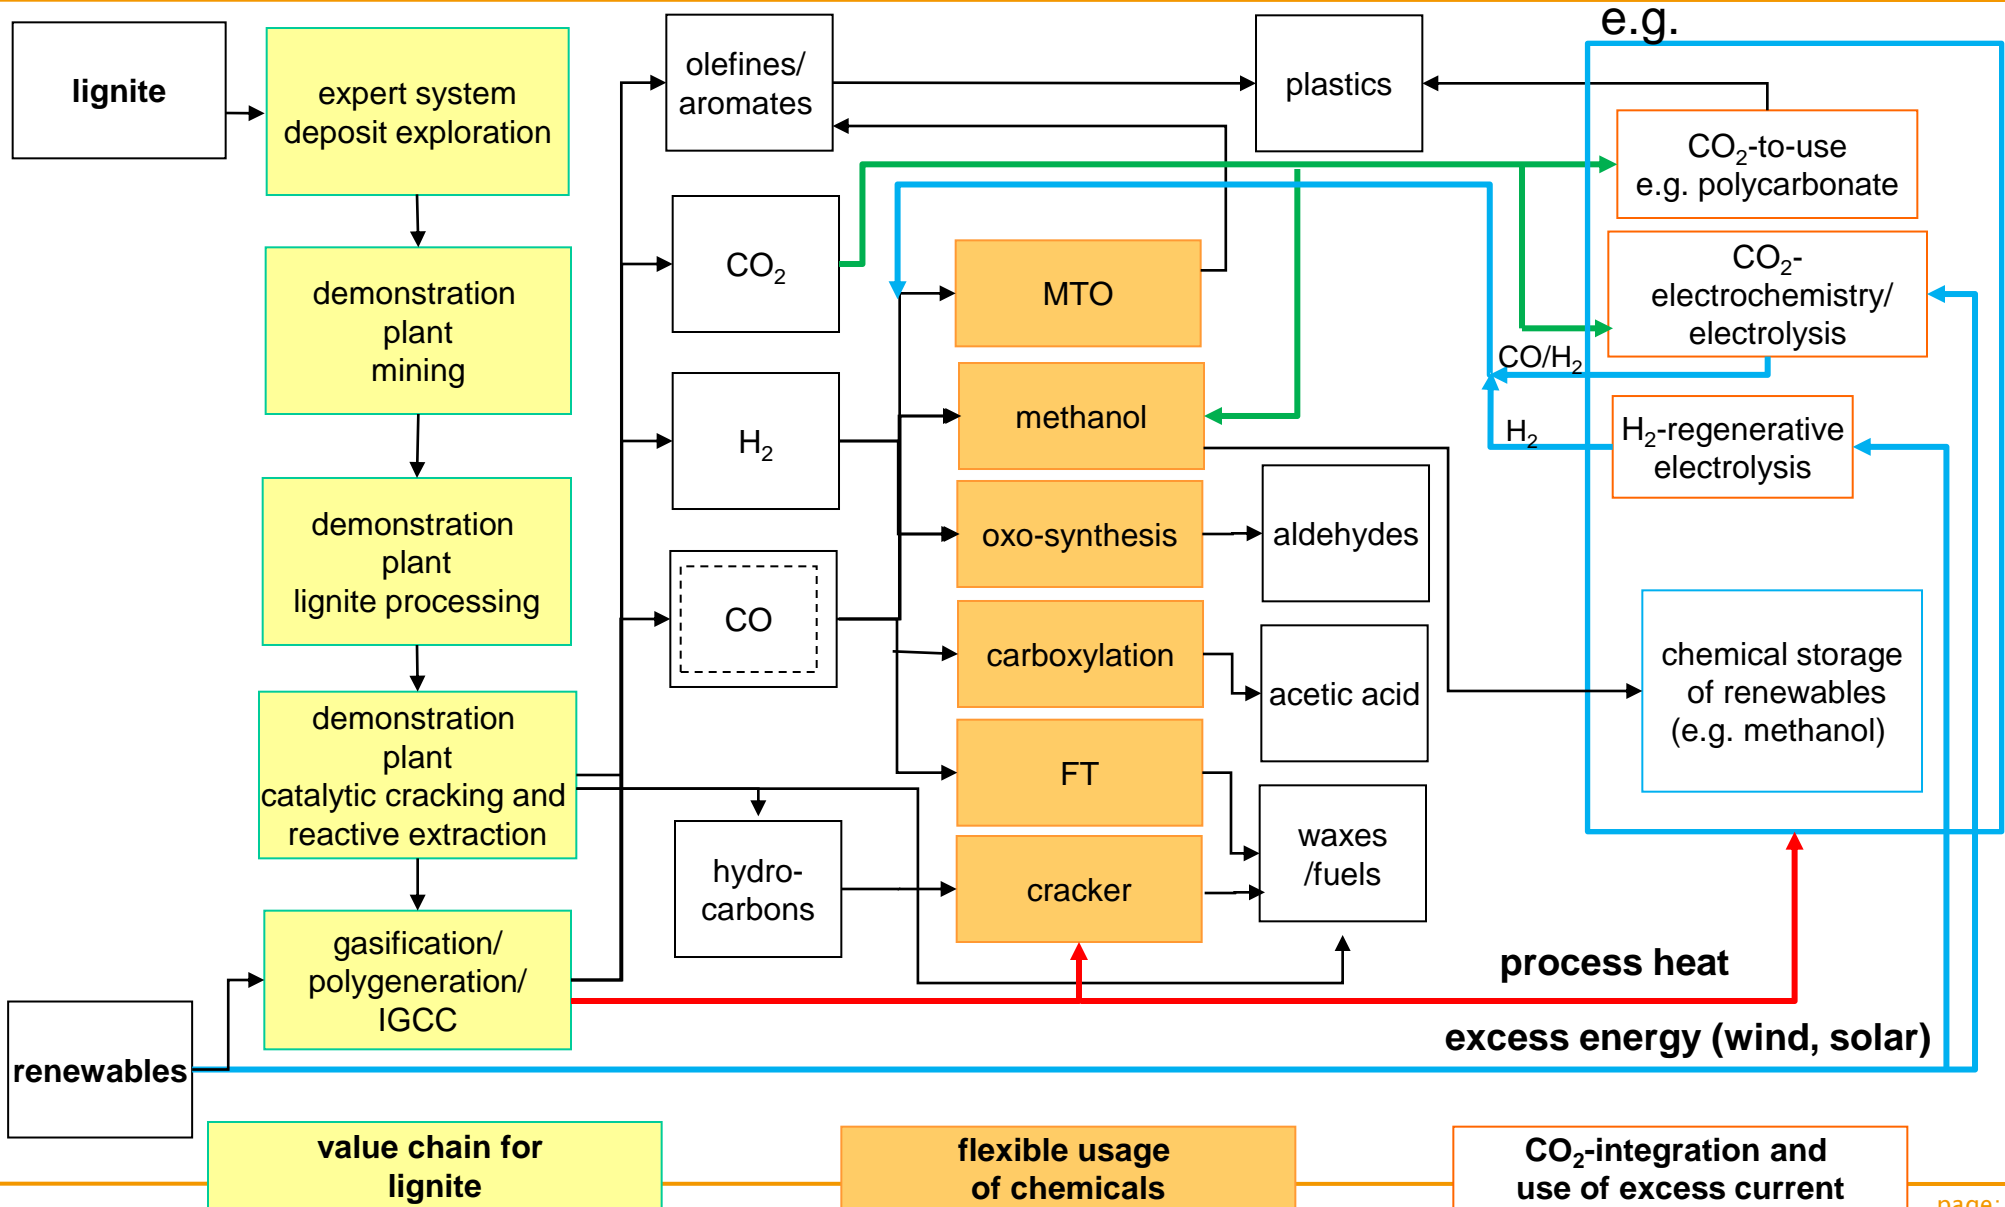 e.g.
lignite
expert system
deposit exploration
olefines/
aromates
plastics
CO₂-to-use
e.g. polycarbonate
demonstration
plant
mining
CO₂
MTO
CO₂-
electrochemistry/
electrolysis
CO/H₂
H₂
methanol
H₂
H₂-regenerative
electrolysis
demonstration
plant
lignite processing
oxo-synthesis
aldehydes
CO
carboxylation
acetic acid
chemical storage
of renewables
(e.g. methanol)
demonstration
plant
catalytic cracking and
reactive extraction
FT
waxes
/fuels
hydro-
carbons
cracker
gasification/
polygeneration/
IGCC
process heat
excess energy (wind, solar)
renewables
value chain for
lignite
flexible usage
of chemicals
CO₂-integration and
use of excess current
page: